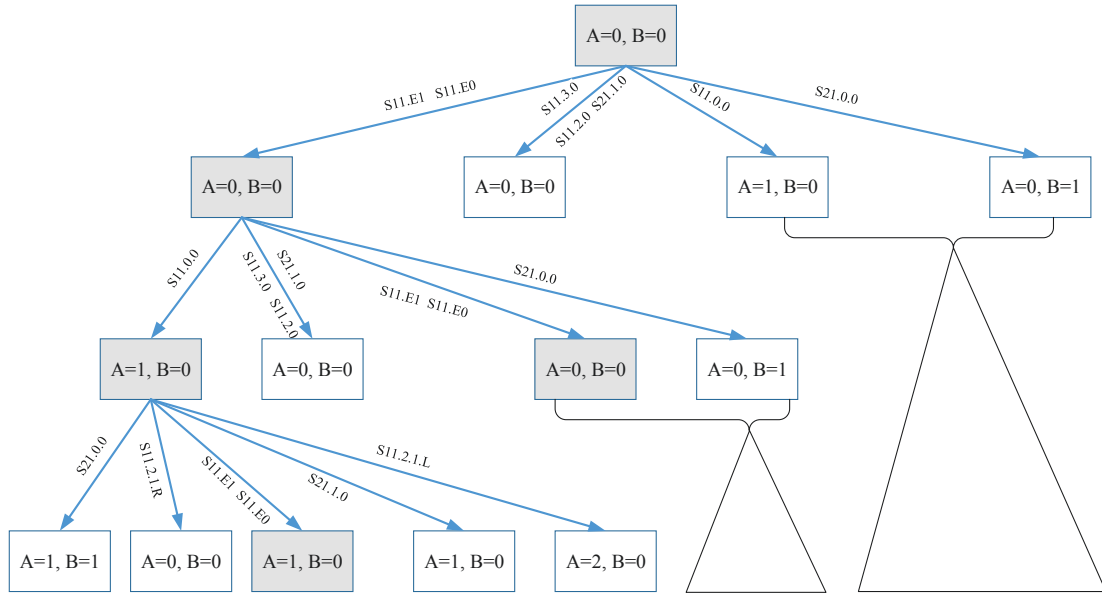 A=0, B=0
S11.E1 S11.E0
S11.3.0
S11.2.0 S21.1.0
S11.0.0
S21.0.0
A=0, B=0
A=0, B=0
A=1, B=0
A=0, B=1
S11.0.0
S11.3.0 S11.2.0
S21.1.0
S11.E1 S11.E0
S21.0.0
A=1, B=0
A=0, B=0
A=0, B=0
A=0, B=1
S21.0.0
S11.2.1.R
S11.E1 S11.E0
S21.1.0
S11.2.1.L
A=1, B=1
A=0, B=0
A=1, B=0
A=1, B=0
A=2, B=0